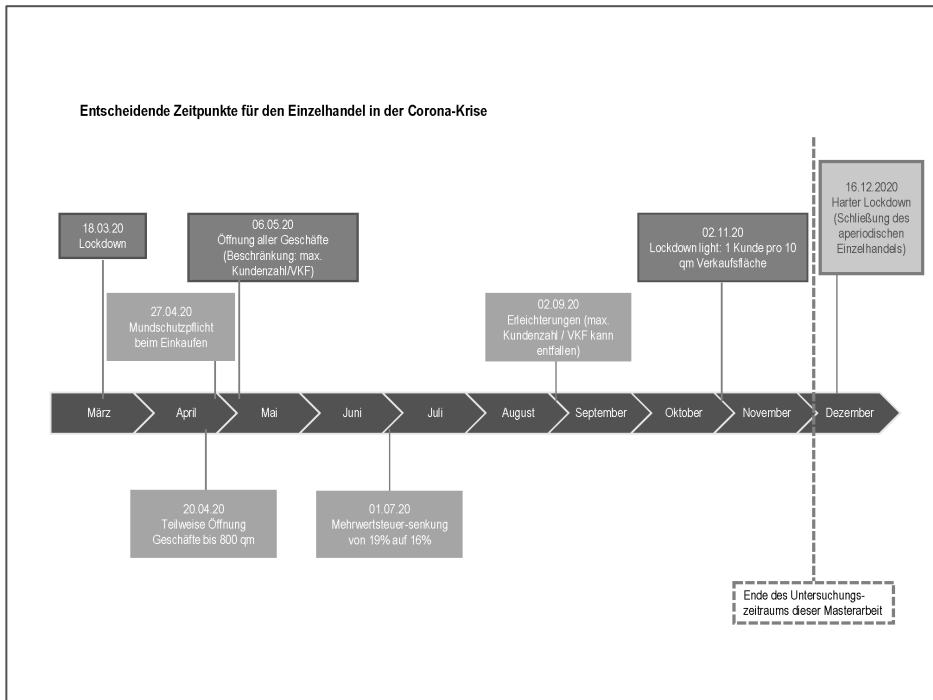 Entscheidende Zeitpunkte für den Einzelhandel in der Corona-Krise
16.12.2020
Harter Lockdown
(Schließung des
aperiodischen
Einzelhandels)
18.03.20
Lockdown
06.05.20
Öffnung aller Geschäfte
(Beschränkung: max.
Kundenzahl/VKF)
02.11.20
Lockdown light: 1 Kunde pro 10
qm Verkaufsfläche
27.04.20
Mundschutzpflicht
beim Einkaufen
02.09.20
Erleichterungen (max.
Kundenzahl / VKF kann
entfallen)
März April Mai Juni Juli August September Oktober November Dezember
20.04.20
Teilweise Öffnung
Geschäfte bis 800 qm
01.07.20
Mehrwertsteuer-senkung
von 19% auf 16%
Ende des Untersuchungs-
zeitraums dieser Masterarbeit